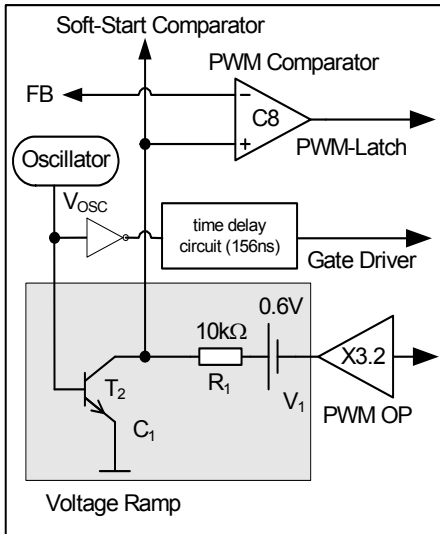 Soft-Start Comparator
PWM Comparator
FB
C8
Oscillator
PWM-Latch
VOSC
time delay
circuit (156ns)
Gate Driver
0.6V
10kΩ
X3.2
T2
R1
V1
C1
PWM OP
Voltage Ramp